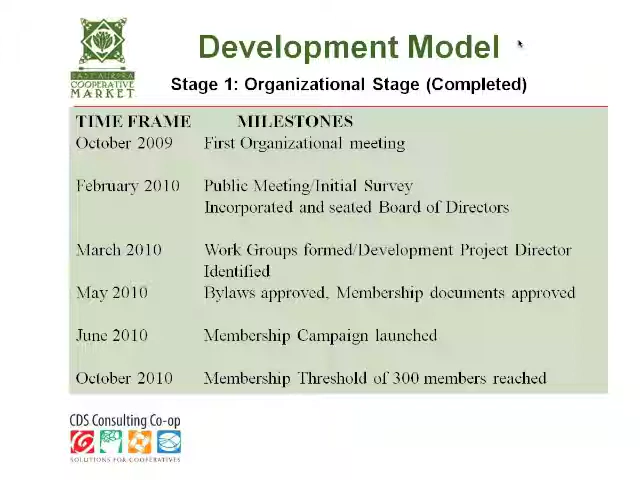 Development Model
EAST AURORA
COOPERATIVE
MARKET
Stage 1: Organizational Stage (Completed)
TIME FRAME MILESTONES
October 2009 First Organizational meeting
February 2010 Public Meeting/Initial Survey
Incorporated and seated Board of Directors
March 2010 Work Groups formed/Development Project Director
Identified
May 2010 Bylaws approved, Membership documents approved
June 2010 Membership Campaign launched
October 2010 Membership Threshold of 300 members reached
CDS Consulting Co-op
SOLUTIONS FOR COOPERATIVES